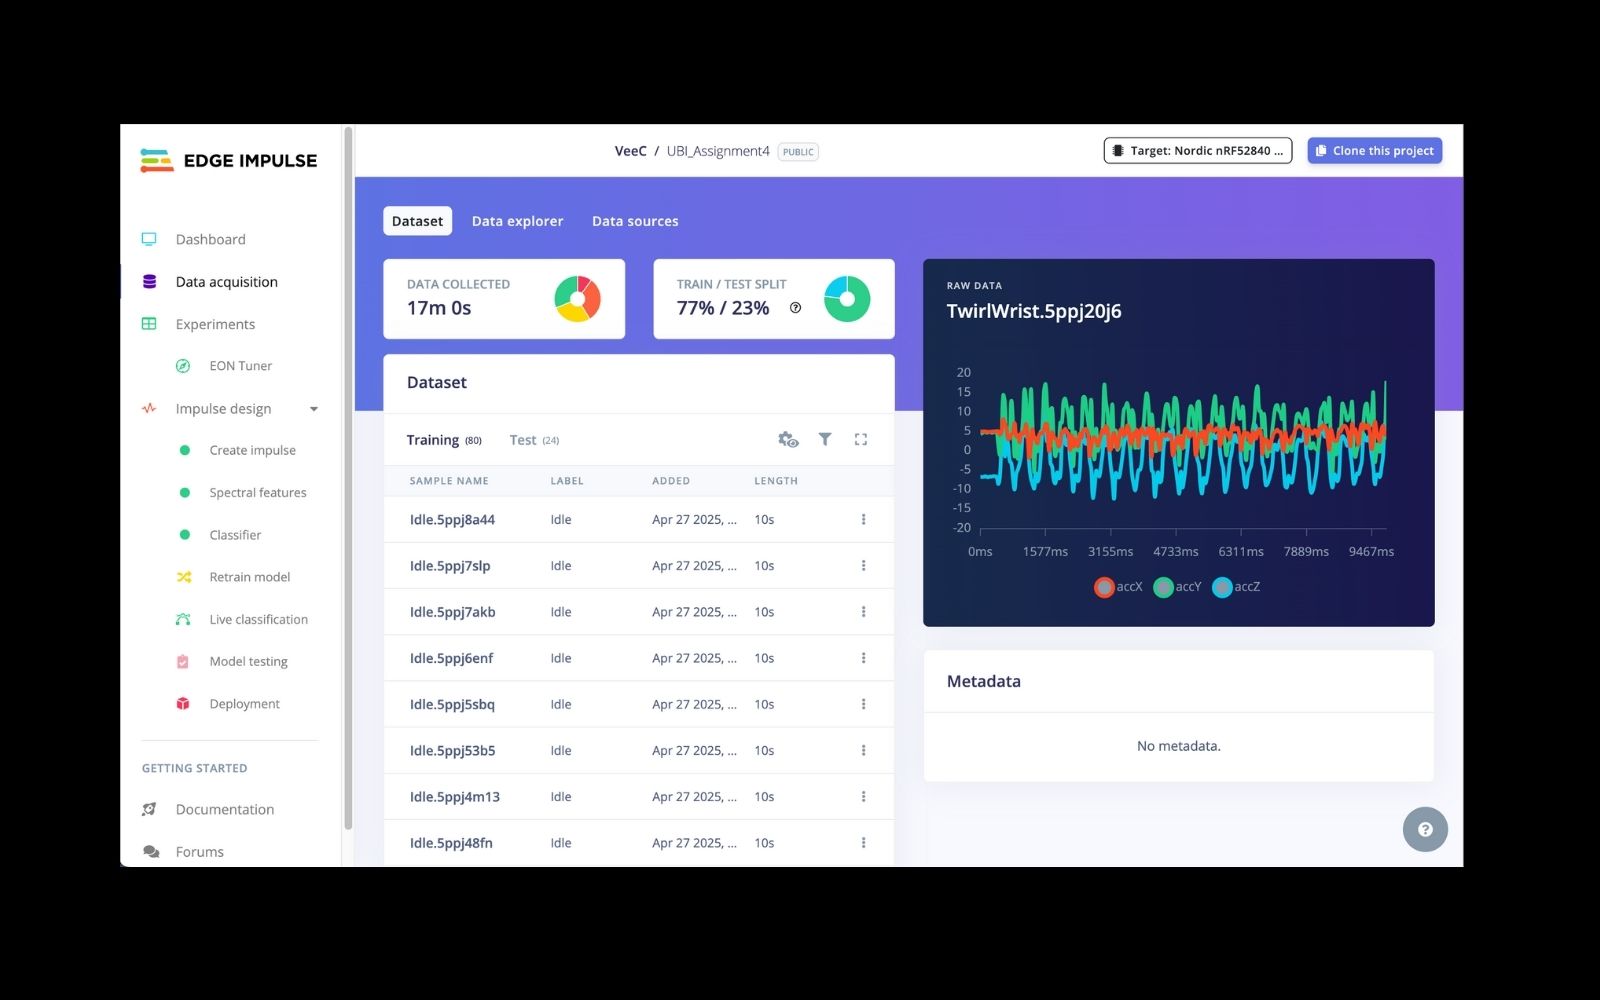 EDGE IMPULSE
Dashboard
Data acquisition
Experiments
EON Tuner
Impulse design
Create impulse
Spectral features
Classifier
Retrain model
Live classification
Model testing
Deployment
GETTING STARTED
Documentation
Forums
VeeC / UBI_Assignment4 PUBLIC
Target: Nordic nRF52840 ...
Clone this project
Dataset Data explorer Data sources
DATA COLLECTED
17m 0s
TRAIN / TEST SPLIT
77% / 23% ?
Dataset
Training (80) Test (24)
SAMPLE NAME LABEL ADDED LENGTH
Idle.5ppj8a44 Idle Apr 27 2025, ... 10s
Idle.5ppj7slp Idle Apr 27 2025, ... 10s
Idle.5ppj7akb Idle Apr 27 2025, ... 10s
Idle.5ppj6enf Idle Apr 27 2025, ... 10s
Idle.5ppj5sbq Idle Apr 27 2025, ... 10s
Idle.5ppj53b5 Idle Apr 27 2025, ... 10s
Idle.5ppj4m13 Idle Apr 27 2025, ... 10s
Idle.5ppj48fn Idle Apr 27 2025, ... 10s
RAW DATA
TwirlWrist.5ppj20j6
20
15
10
5
0
-5
-10
-15
-20
0ms 1577ms 3155ms 4733ms 6311ms 7889ms 9467ms
accX accY accZ
Metadata
No metadata.
?